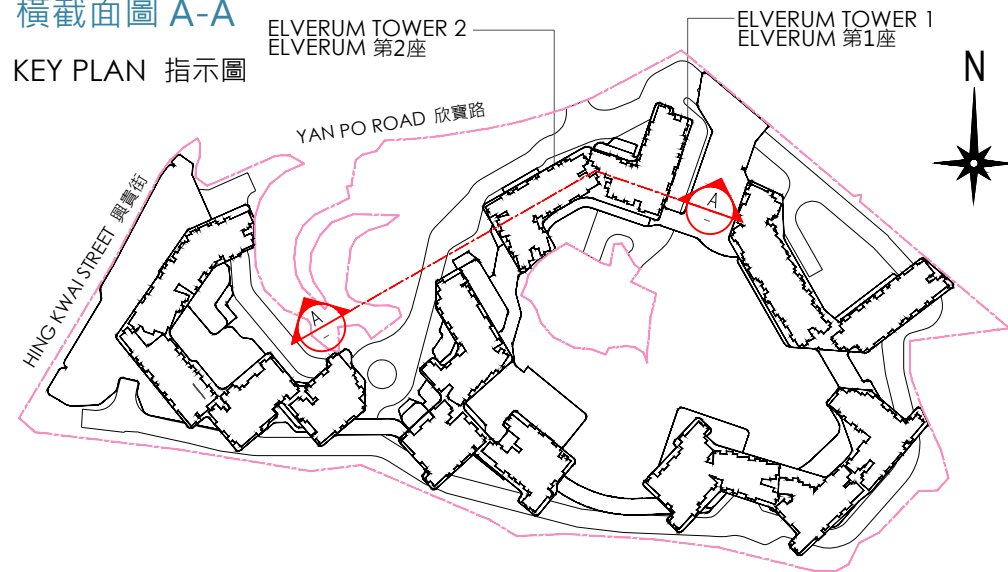 橫截面圖 A-A
KEY PLAN 指示圖
ELVERUM TOWER 2
ELVERUM 第2座
ELVERUM TOWER 1
ELVERUM 第1座
N
YAN PO ROAD 欣寶路
HING KWAI STREET 興貴街
A
-
A
-